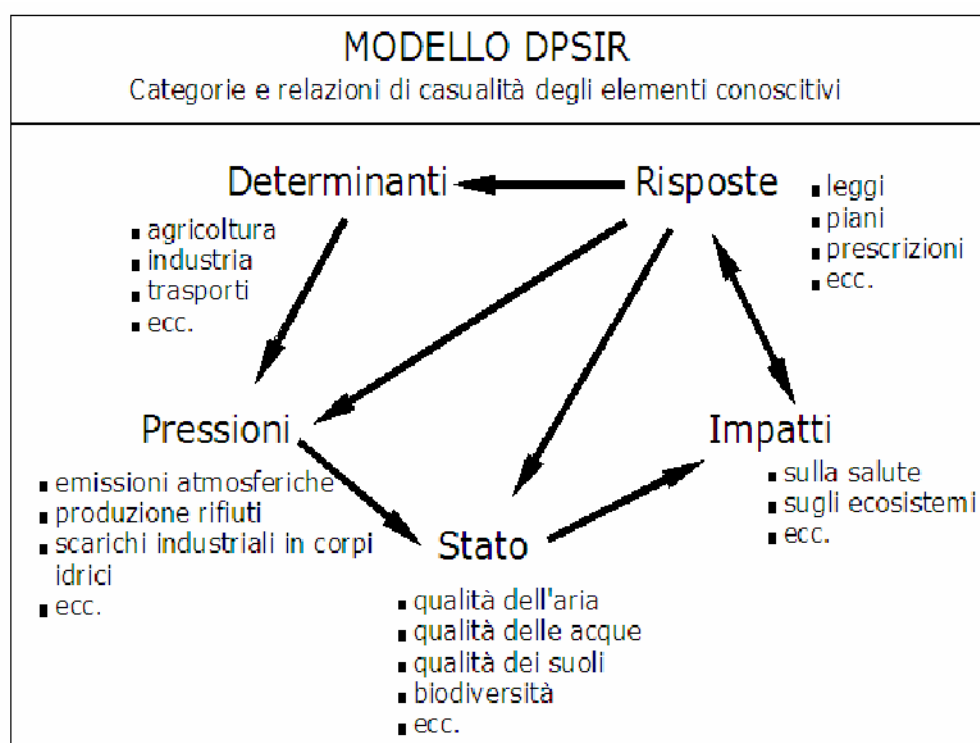 MODELLO DPSIR
Categorie e relazioni di casualità degli elementi conoscitivi
Determinanti
▪ agricoltura
▪ industria
▪ trasporti
▪ ecc.
Risposte
▪ leggi
▪ piani
▪ prescrizioni
▪ ecc.
Pressioni
▪ emissioni atmosferiche
▪ produzione rifiuti
▪ scarichi industriali in corpi
idrici
▪ ecc.
Impatti
▪ sulla salute
▪ sugli ecosistemi
▪ ecc.
Stato
▪ qualità dell'aria
▪ qualità delle acque
▪ qualità dei suoli
▪ biodiversità
▪ ecc.